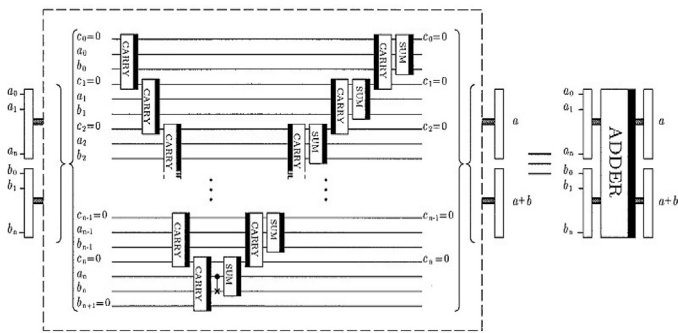 c₀=0 c₀=0
a₀
b₀
c₁=0 c₁=0
a₁
b₁
c₂=0 c₂=0
a₂
b₂
cₙ₋₁=0 cₙ₋₁=0
aₙ₋₁
bₙ₋₁
cₙ=0 cₙ=0
aₙ
bₙ
bₙ₊₁=0
CARRY
CARRY
CARRY
CARRY
CARRY
CARRY
CARRY
CARRY
CARRY
SUM
SUM
SUM
SUM
SUM
a₀
a₁
aₙ
b₀
b₁
bₙ
a
a+b
=
a₀
a₁
aₙ
b₀
b₁
bₙ
ADDER
a
a+b